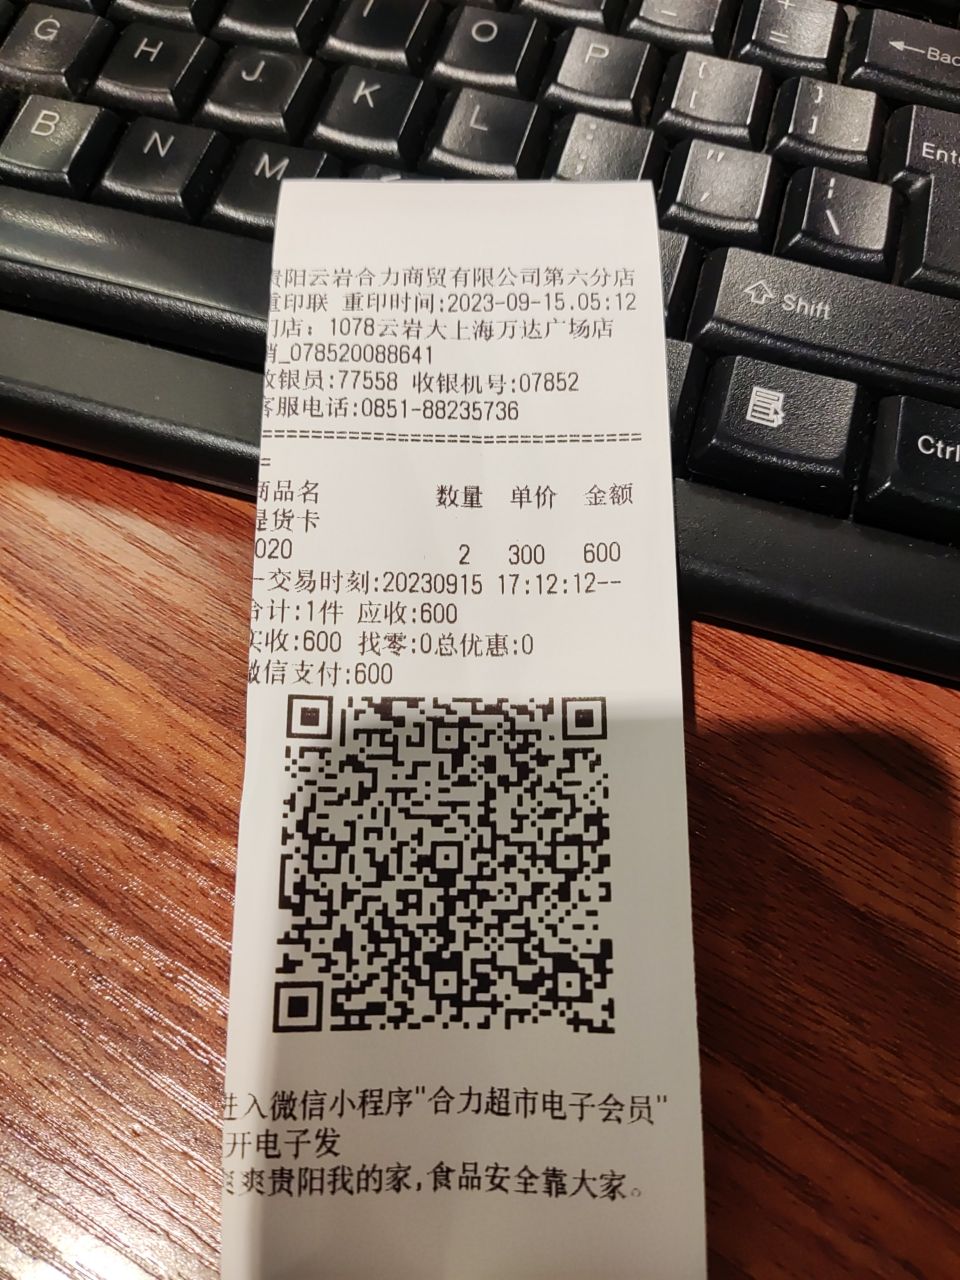 G H J K L O P
B N M
Bac
Ente
Shift
Ctrl
贵阳云岩合力商贸有限公司第六分店
重印联 重印时间:2023-09-15.05:12
门店: 1078云岩大上海万达广场店
销_078520088641
收银员:77558 收银机号:07852
客服电话:0851-88235736
=========================================
=
商品名 数量 单价 金额
提货卡
020 2 300 600
-交易时刻:20230915 17:12:12--
合计:1件 应收:600
实收:600 找零:0总优惠:0
微信支付:600
进入微信小程序"合力超市电子会员"
开电子发
爽爽贵阳我的家,食品安全靠大家。